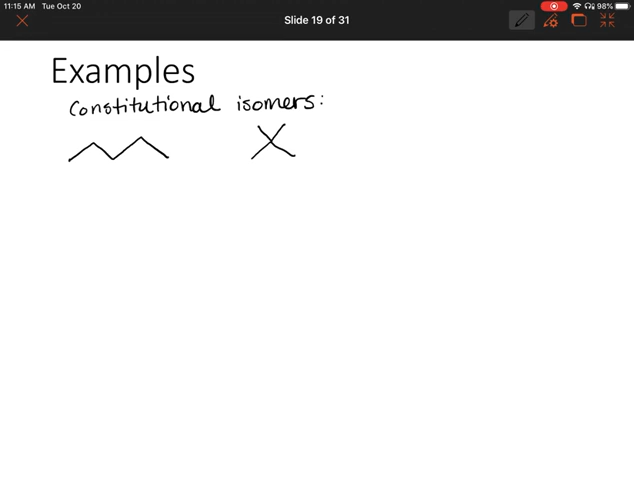 11:15 AM Tue Oct 20
98%
Slide 19 of 31
Examples
Constitutional isomers: